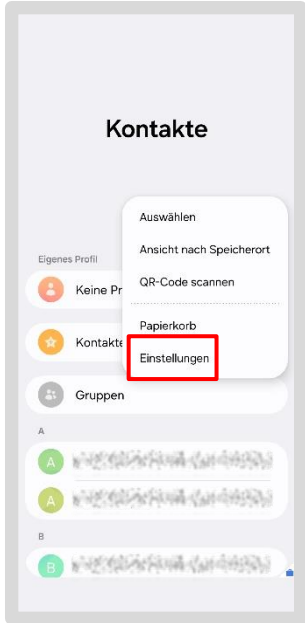 Kontakte
Auswählen
Ansicht nach Speicherort
QR-Code scannen
Papierkorb
Einstellungen
Eigenes Profil
Keine Pr
Kontakte
Gruppen
A
A
A
B
B